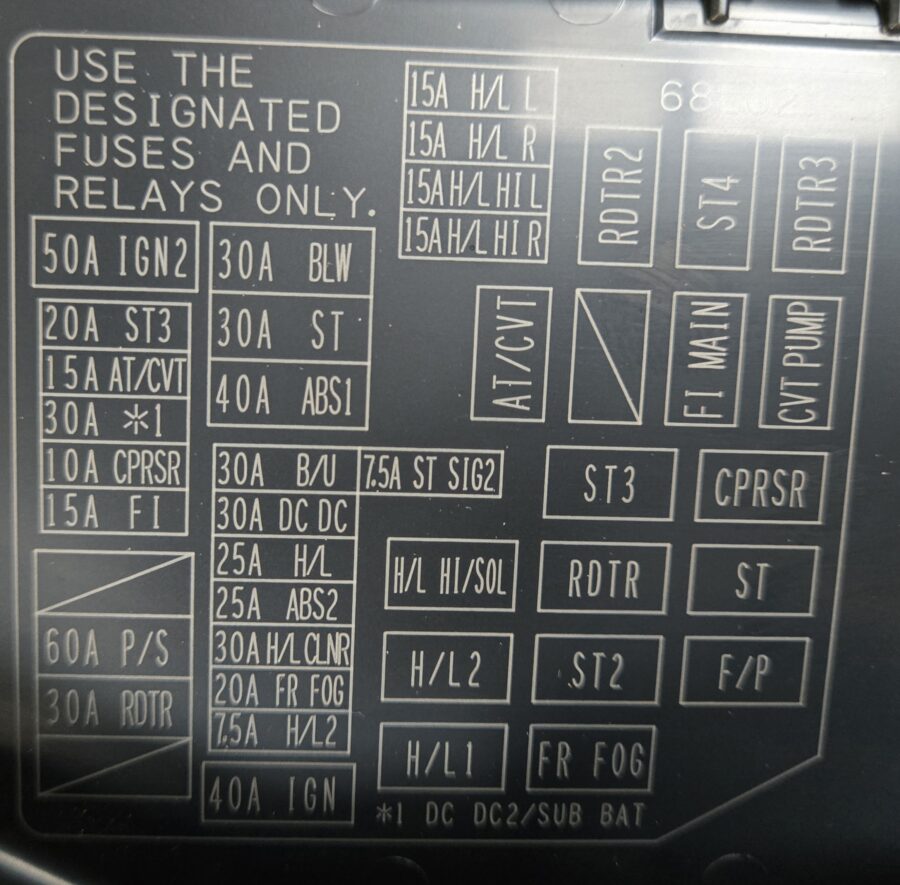 USE THE
DESIGNATED
FUSES AND
RELAYS ONLY.
15A H/L L
15A H/L R
15A H/L HI L
15A H/L HI R
RDTR2
ST4
RDTR3
50A IGN2
30A BLW
30A ST
40A ABS1
20A ST3
15A AT/CVT
30A *1
10A CPRSR
15A FI
AT/CVT
FI MAIN
CVT PUMP
30A B/U
7.5A ST SIG2
30A DC DC
25A H/L
25A ABS2
30A H/L CLNR
20A FR FOG
7.5A H/L2
ST3
CPRSR
H/L HI/SOL
RDTR
ST
60A P/S
30A RDTR
H/L2
ST2
F/P
H/L1
FR FOG
40A IGN
*1 DC DC2/SUB BAT